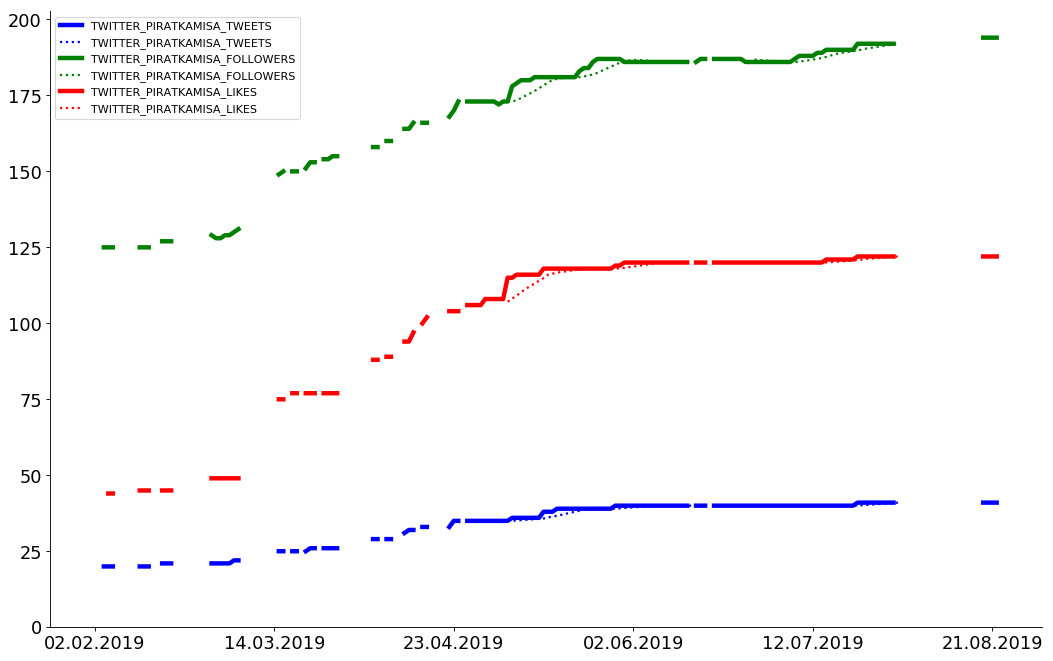 200
TWITTER_PIRATKAMISA_TWEETS
TWITTER_PIRATKAMISA_TWEETS
TWITTER_PIRATKAMISA_FOLLOWERS
TWITTER_PIRATKAMISA_FOLLOWERS
TWITTER_PIRATKAMISA_LIKES
TWITTER_PIRATKAMISA_LIKES
175
150
125
100
75
50
25
0
02.02.2019 14.03.2019 23.04.2019 02.06.2019 12.07.2019 21.08.2019